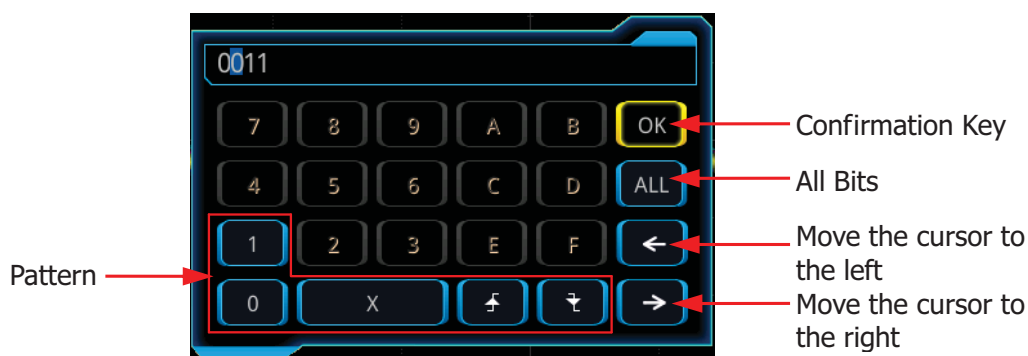 0011
7 8 9 A B OK
Confirmation Key
4 5 6 C D ALL
All Bits
1 2 3 E F ←
Move the cursor to
the left
Pattern
0 X →
Move the cursor to
the right